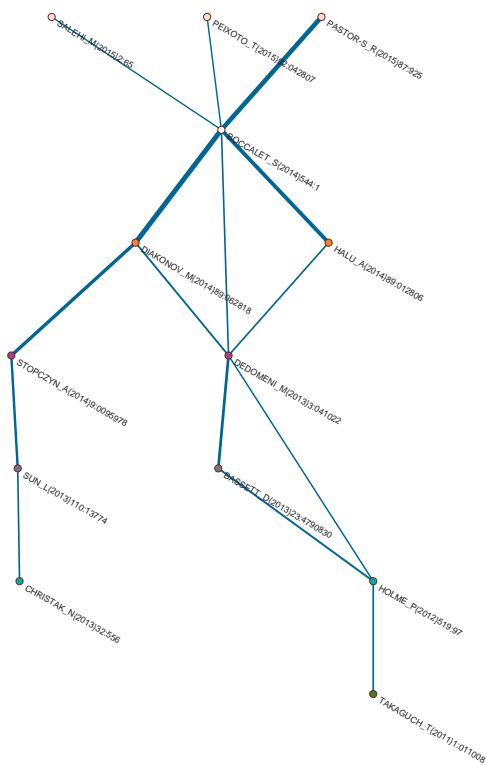 SALEHI_M(2015)2:65
PEIXOTO_T(2015)92:042807
PASTOR-S_R(2015)87:925
BOCCALET_S(2014)544:1
DIAKONOV_M(2014)89:062818
HALU_A(2014)89:012806
STOPCZYN_A(2014)9:0095978
DEDOMENI_M(2013)3:041022
SUN_L(2013)110:13774
BASSETT_D(2013)23:4790830
CHRISTAK_N(2013)32:556
HOLME_P(2012)519:97
TAKAGUCH_T(2011)1:011008